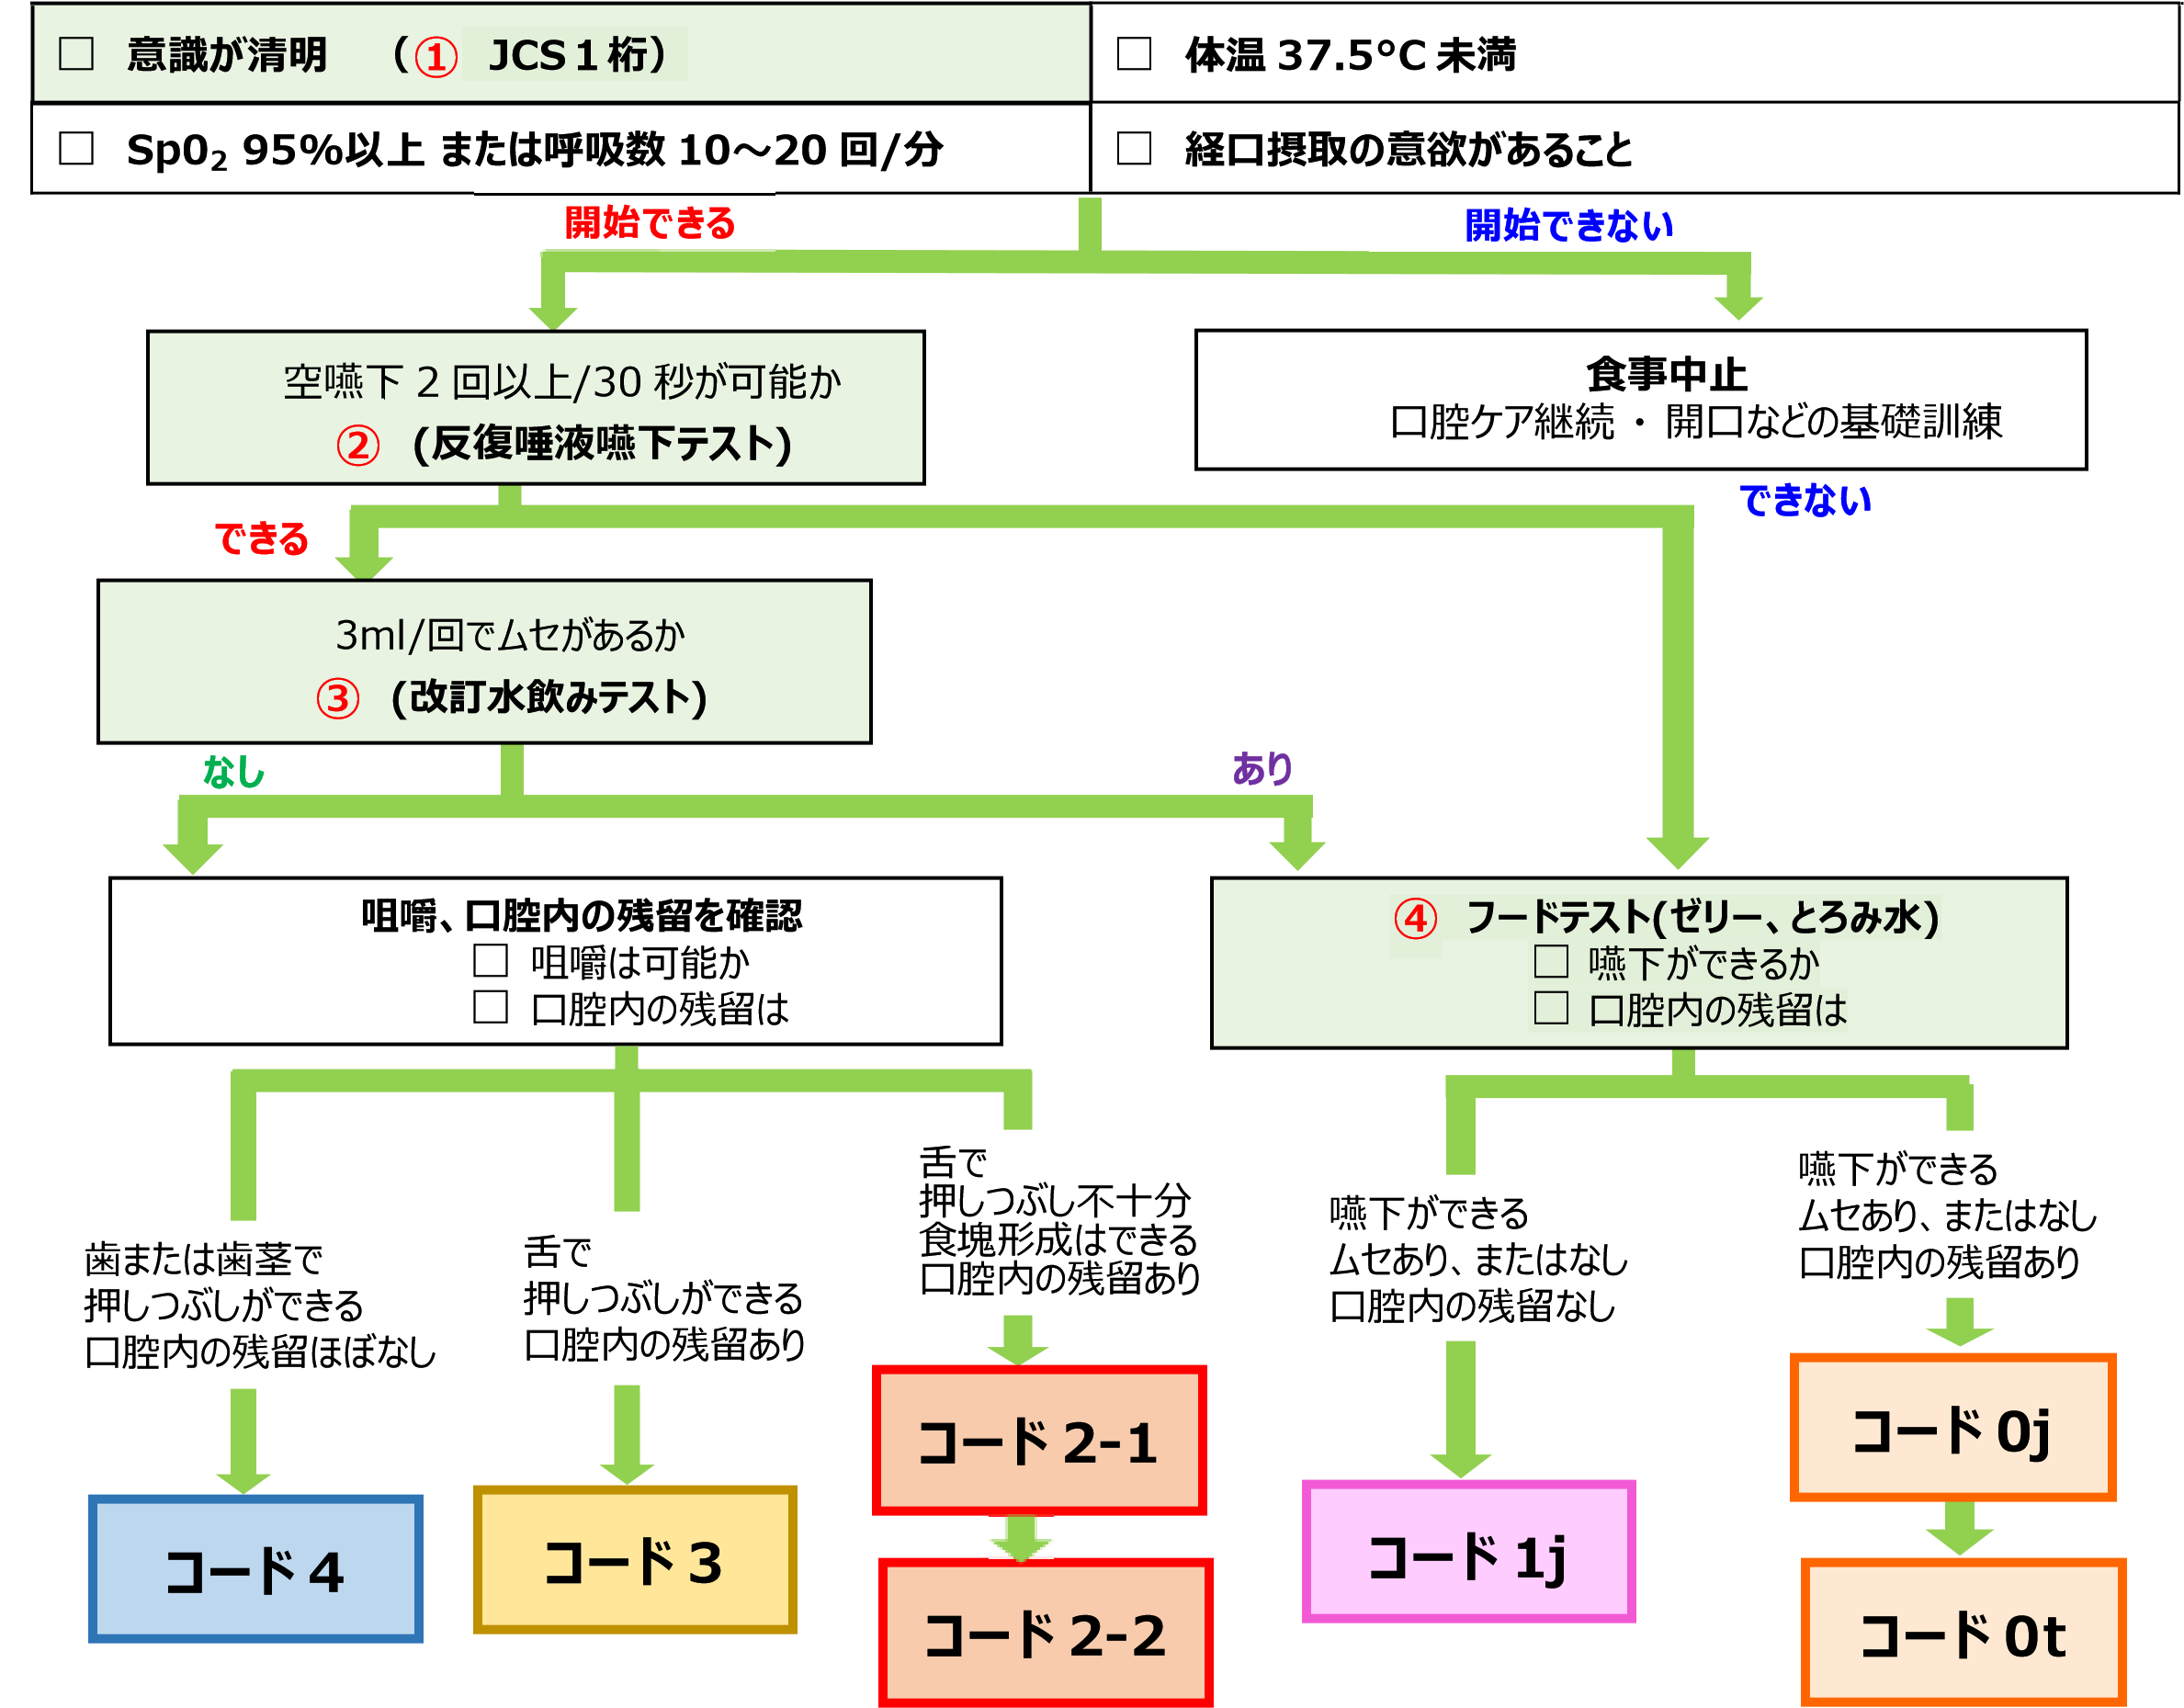 □ 意識が清明 （① JCS 1 桁）
□ 体温 37.5℃ 未満
□ Sp0₂ 95%以上 または呼吸数 10～20 回/分
□ 経口摂取の意欲があること
開始できる
開始できない
空嚥下 2 回以上/30 秒が可能か
② (反復唾液嚥下テスト)
食事中止
口腔ケア継続 ・ 開口などの基礎訓練
できる
できない
3ml/回でムセがあるか
③ (改訂水飲みテスト)
なし
あり
咀嚼、口腔内の残留を確認
□ 咀嚼は可能か
□ 口腔内の残留は
④ フードテスト(ゼリー、とろみ水)
□ 嚥下ができるか
□ 口腔内の残留は
歯または歯茎で
押しつぶしができる
口腔内の残留ほぼなし
舌で
押しつぶしができる
口腔内の残留あり
舌で
押しつぶし不十分
食塊形成はできる
口腔内の残留あり
嚥下ができる
ムセあり、またはなし
口腔内の残留なし
嚥下ができる
ムセあり、またはなし
口腔内の残留あり
コード 4
コード 3
コード 2-1
コード 2-2
コード 1j
コード 0j
コード 0t